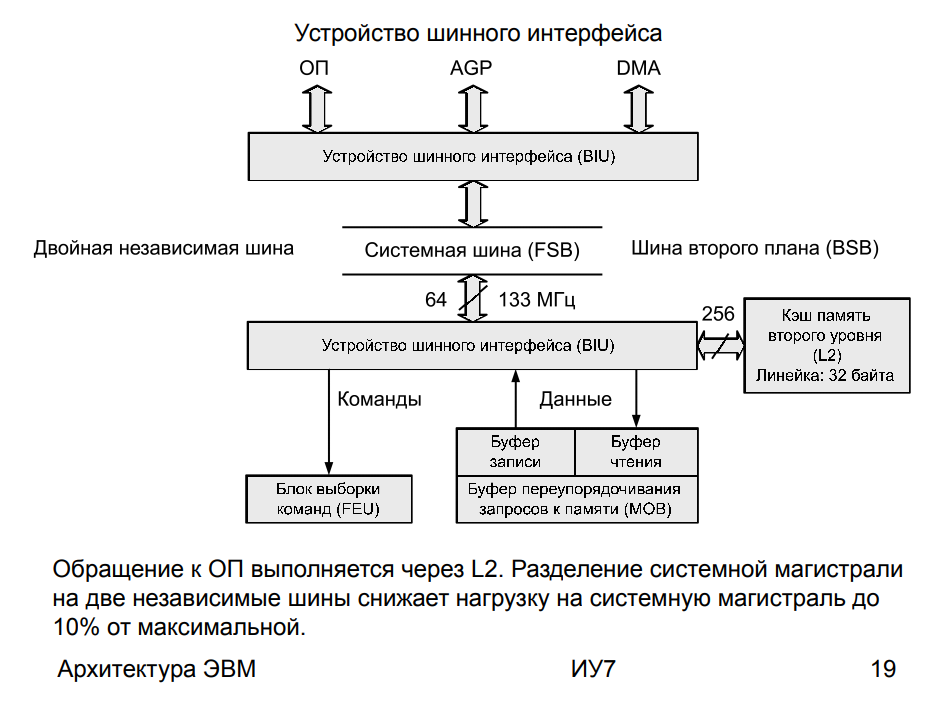 Устройство шинного интерфейса
ОП
AGP
DMA
Устройство шинного интерфейса (BIU)
Двойная независимая шина
Системная шина (FSB)
Шина второго плана (BSB)
64
133 МГц
256
Устройство шинного интерфейса (BIU)
Кэш память
второго уровня
(L2)
Линейка: 32 байта
Команды
Данные
Буфер
записи
Буфер
чтения
Блок выборки
команд (FEU)
Буфер переупорядочивания
запросов к памяти (MOB)
Обращение к ОП выполняется через L2. Разделение системной магистрали
на две независимые шины снижает нагрузку на системную магистраль до
10% от максимальной.
Архитектура ЭВМ
ИУ7
19